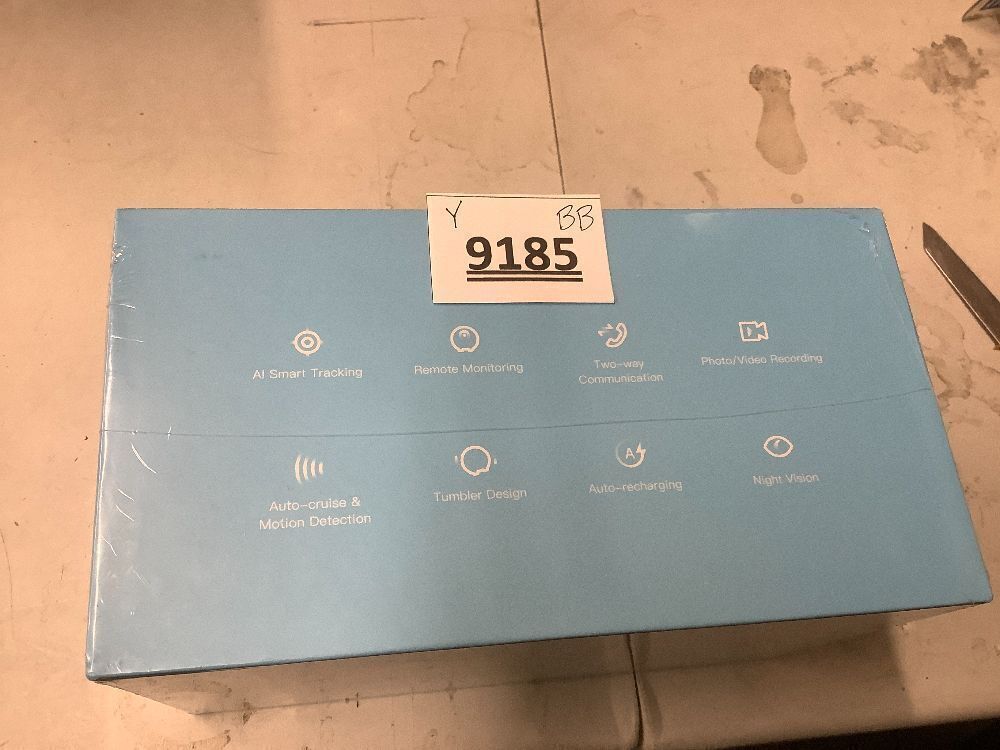 Y BB
9185
AI Smart Tracking
Remote Monitoring
Two-way
Communication
Photo/Video Recording
Auto-cruise &
Motion Detection
Tumbler Design
A
Auto-recharging
Night Vision